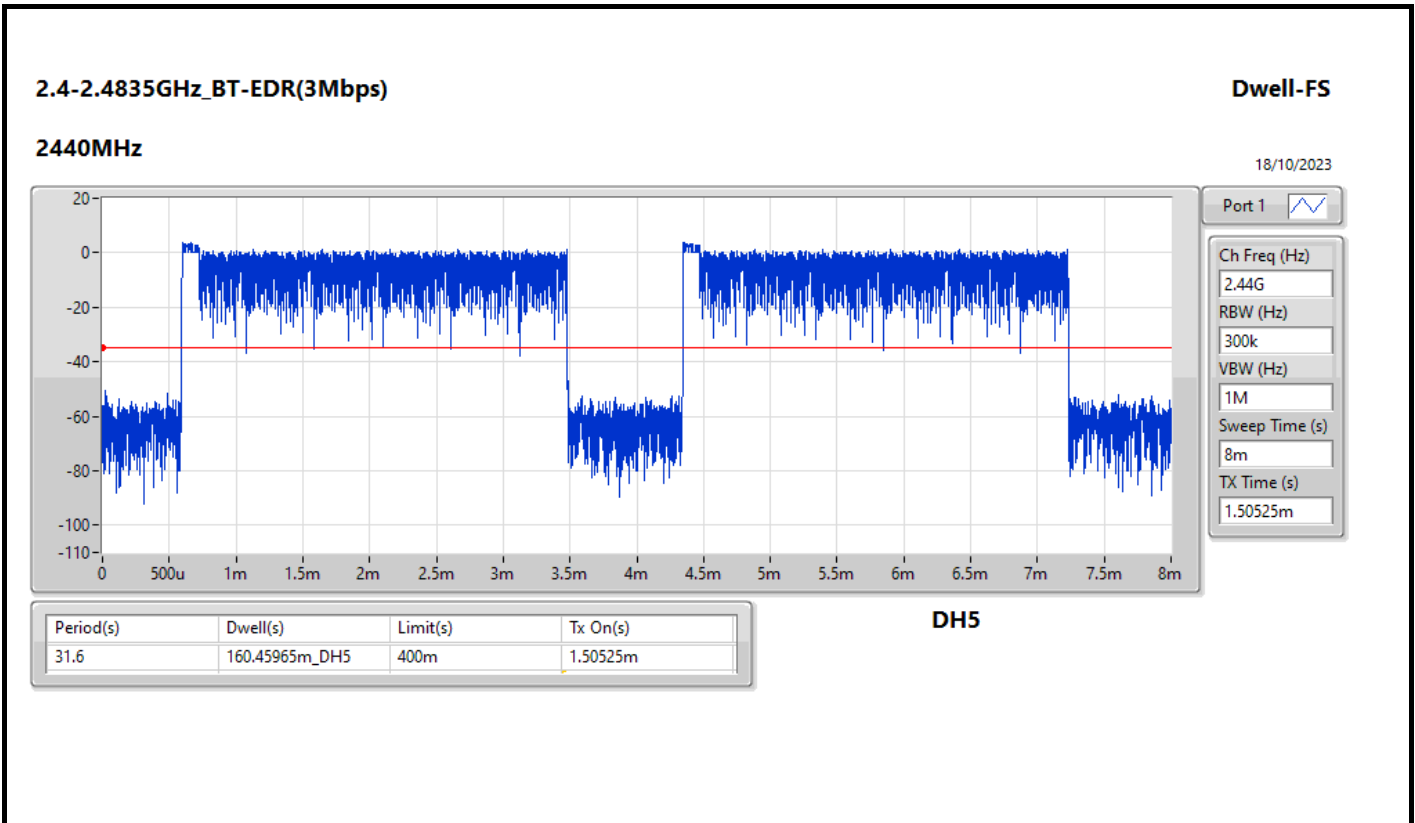 2.4-2.4835GHz_BT-EDR(3Mbps)
Dwell-FS
2440MHz
18/10/2023
20
0
-20
-40
-60
-80
-100
-110
0 500u 1m 1.5m 2m 2.5m 3m 3.5m 4m 4.5m 5m 5.5m 6m 6.5m 7m 7.5m 8m
Port 1
Ch Freq (Hz)
2.44G
RBW (Hz)
300k
VBW (Hz)
1M
Sweep Time (s)
8m
TX Time (s)
1.50525m
Period(s) Dwell(s) Limit(s) Tx On(s)
31.6 160.45965m_DH5 400m 1.50525m
DH5